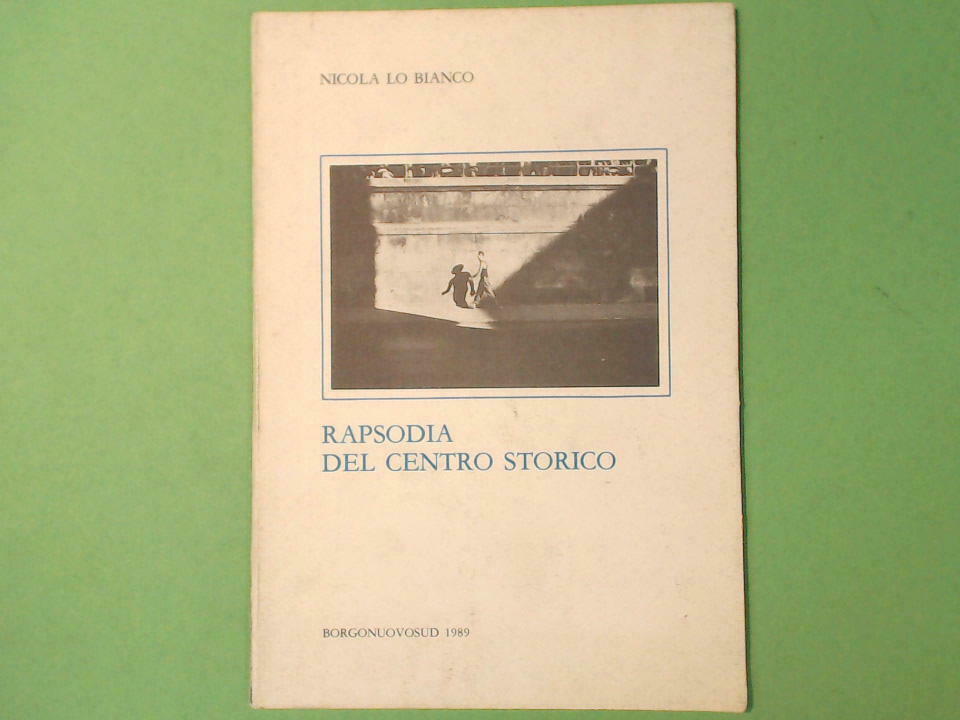 NICOLA LO BIANCO
RAPSODIA
DEL CENTRO STORICO
BORGONUOVOSUD 1989